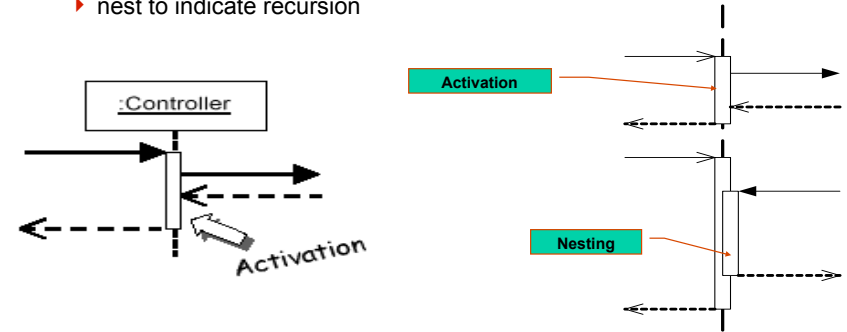 nest to indicate recursion
:Controller
Activation
Activation
Nesting